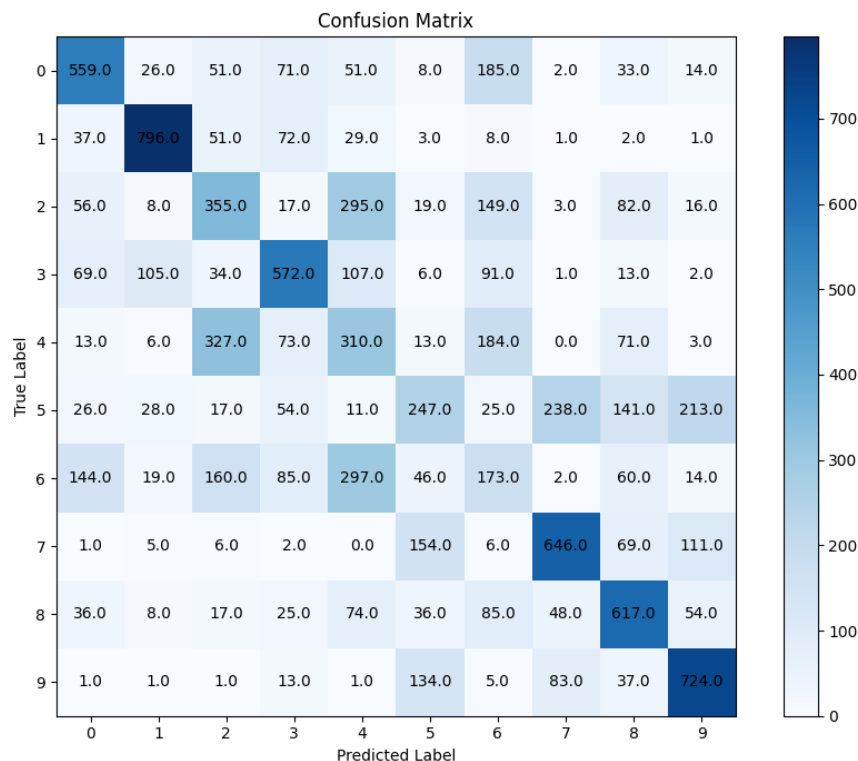 Confusion Matrix
0 559.0 26.0 51.0 71.0 51.0 8.0 185.0 2.0 33.0 14.0
1 37.0 796.0 51.0 72.0 29.0 3.0 8.0 1.0 2.0 1.0
2 56.0 8.0 355.0 17.0 295.0 19.0 149.0 3.0 82.0 16.0
3 69.0 105.0 34.0 572.0 107.0 6.0 91.0 1.0 13.0 2.0
4 13.0 6.0 327.0 73.0 310.0 13.0 184.0 0.0 71.0 3.0
5 26.0 28.0 17.0 54.0 11.0 247.0 25.0 238.0 141.0 213.0
6 144.0 19.0 160.0 85.0 297.0 46.0 173.0 2.0 60.0 14.0
7 1.0 5.0 6.0 2.0 0.0 154.0 6.0 646.0 69.0 111.0
8 36.0 8.0 17.0 25.0 74.0 36.0 85.0 48.0 617.0 54.0
9 1.0 1.0 1.0 13.0 1.0 134.0 5.0 83.0 37.0 724.0
0 1 2 3 4 5 6 7 8 9
Predicted Label
True Label
700
600
500
400
300
200
100
0